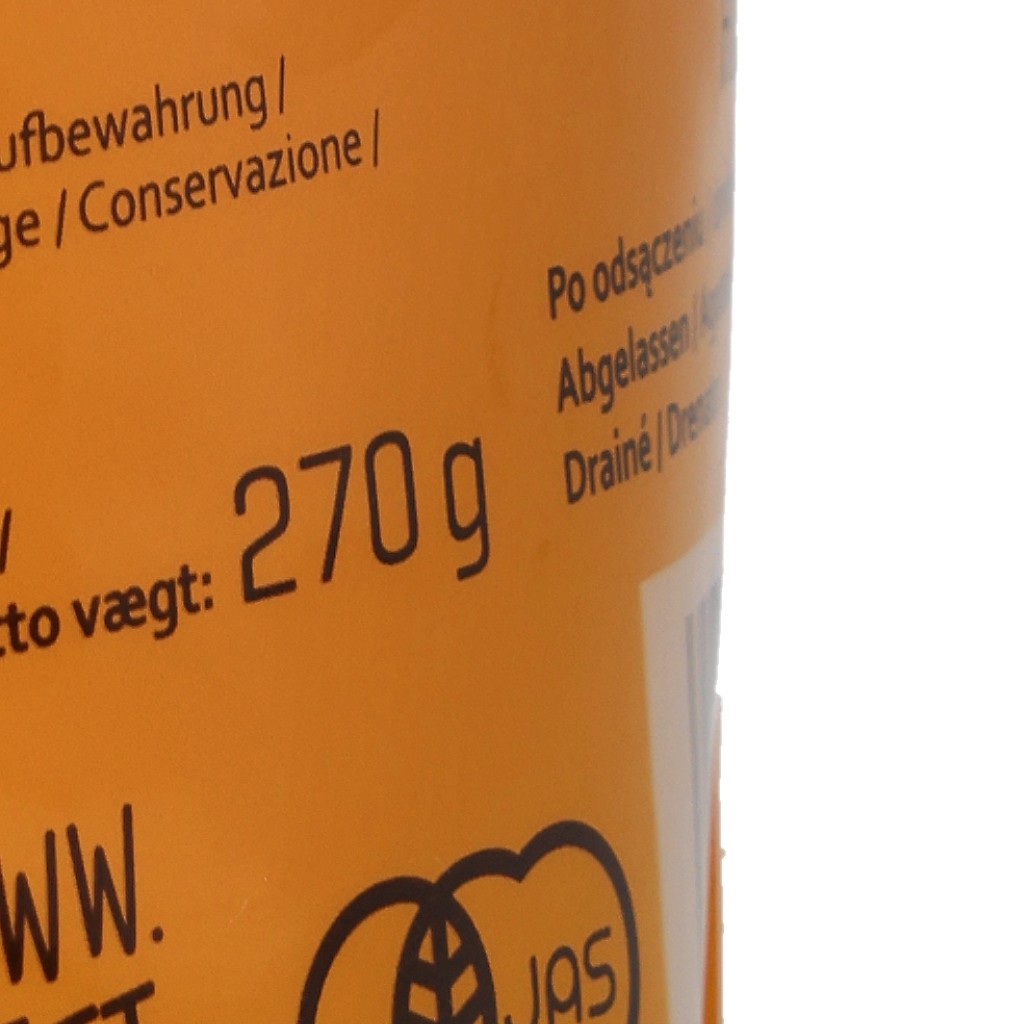 ufbewahrung /
ge / Conservazione /
Po odsączeniu
Abgelassen |
Drainé |
270 g
tto vægt:
WW.
JAS